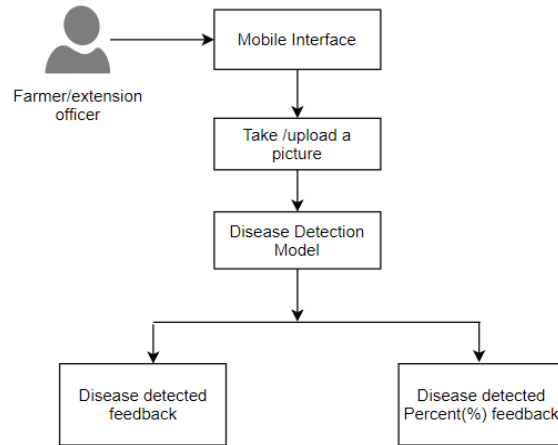 Mobile Interface
Farmer/extension
officer
Take /upload a
picture
Disease Detection
Model
Disease detected
feedback
Disease detected
Percent(%) feedback